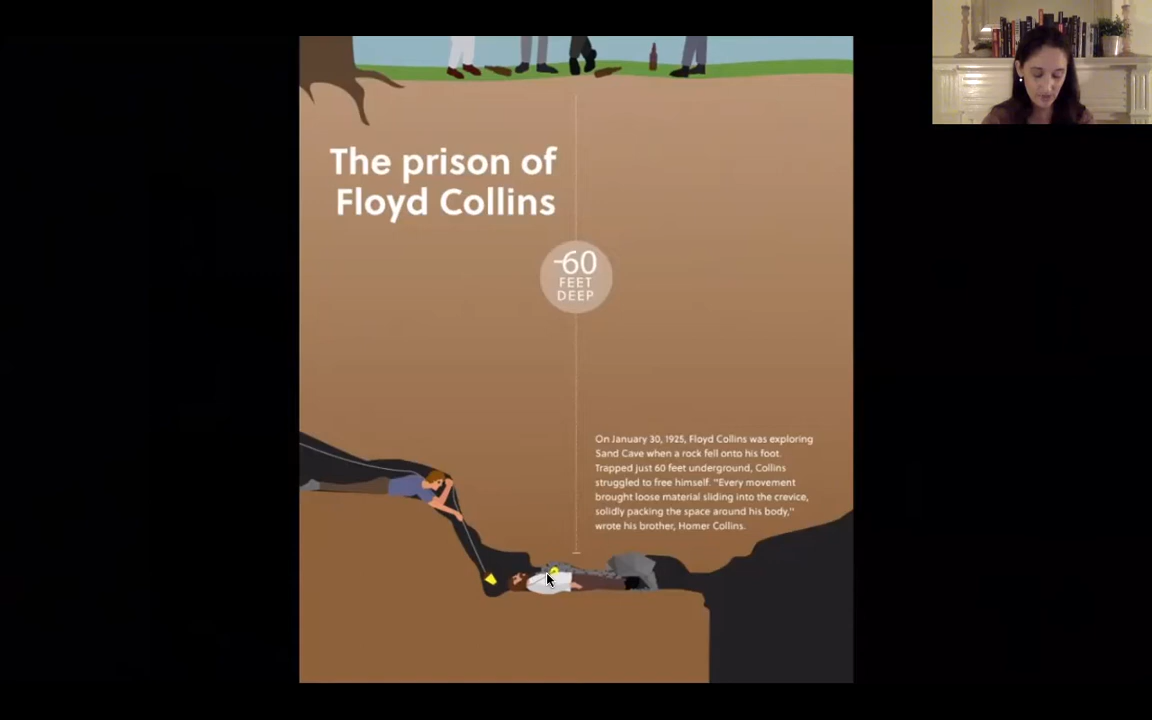 The prison of
Floyd Collins
-60
FEET
DEEP
On January 30, 1925, Floyd Collins was exploring
Sand Cave when a rock fell onto his foot.
Trapped just 60 feet underground, Collins
struggled to free himself. "Every movement
brought loose material sliding into the crevice,
solidly packing the space around his body,"
wrote his brother, Homer Collins.